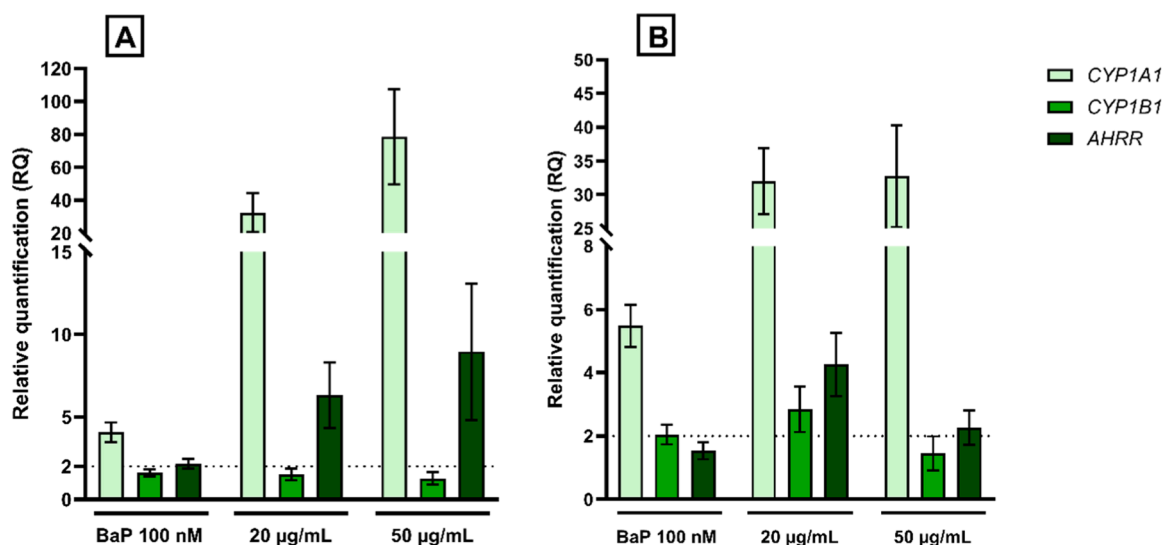 A
Relative quantification (RQ)
120
100
80
60
40
20
15
10
5
2
0
BaP 100 nM 20 µg/mL 50 µg/mL
B
Relative quantification (RQ)
50
45
40
35
30
25
8
6
4
2
0
BaP 100 nM 20 µg/mL 50 µg/mL
CYP1A1
CYP1B1
AHRR